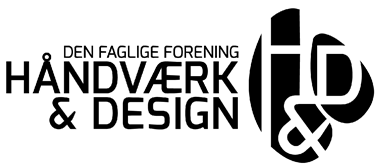 DEN FAGLIGE FORENING
HÅNDVÆRK
& DESIGN
H&D